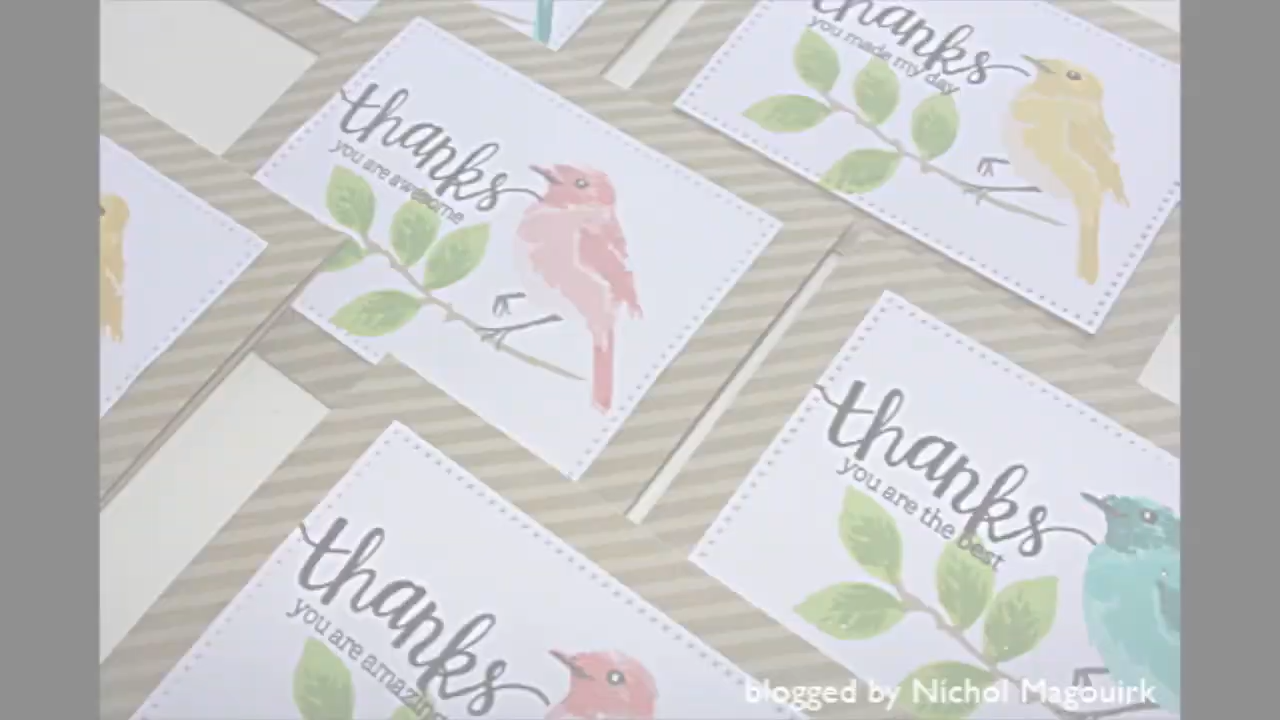 thanks
you made my day
thanks
you are awesome
thanks
you are the best
thanks
you are amazing
blogged by Nichol Magouirk